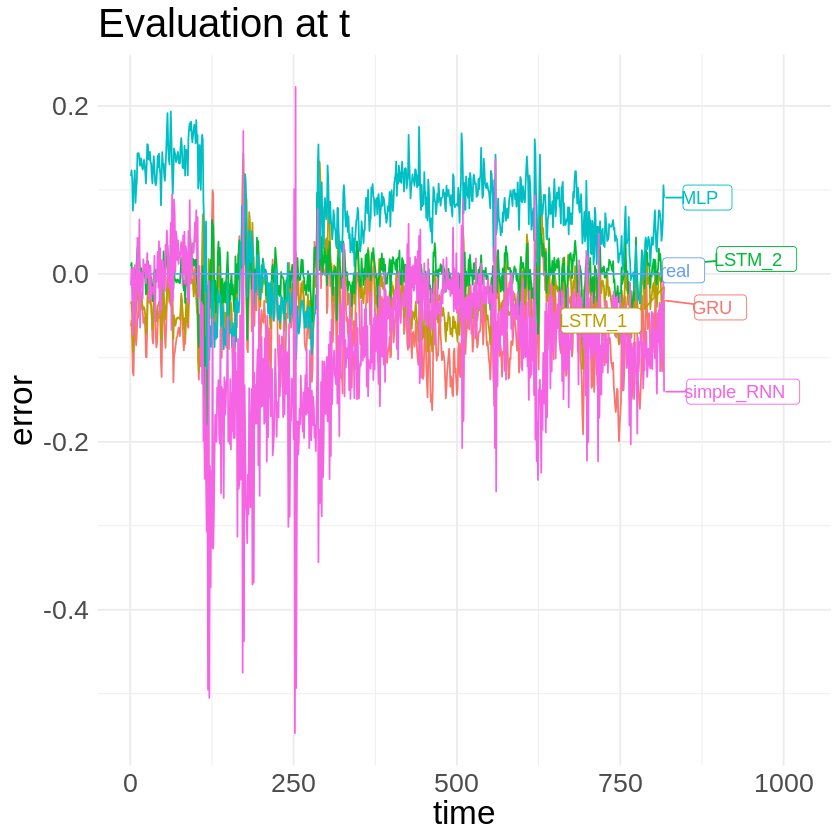 Evaluation at t
error
0.2
0.0
-0.2
-0.4
MLP
LSTM_2
real
GRU
LSTM_1
simple_RNN
0
250
500
750
1000
time